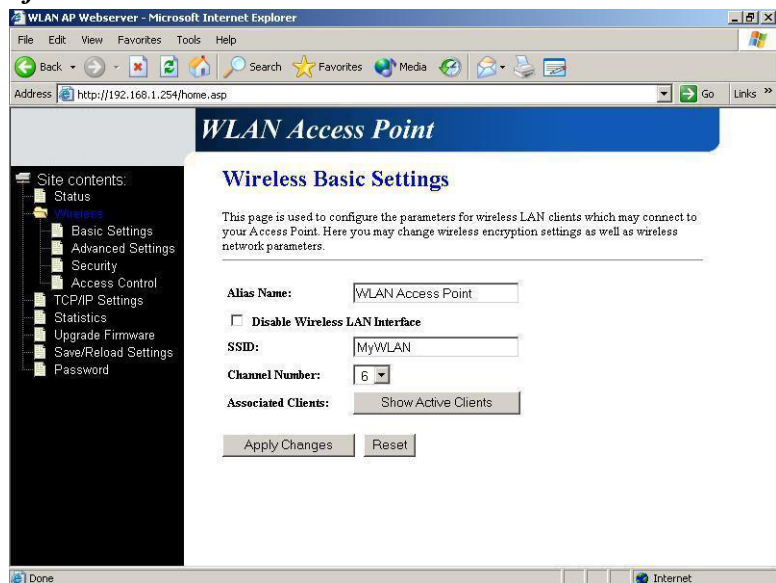 WLAN AP Webserver - Microsoft Internet Explorer
File Edit View Favorites Tools Help
Back Search Favorites Media
Address http://192.168.1.254/home.asp Go Links »
WLAN Access Point
Site contents:
Status
Wireless
Basic Settings
Advanced Settings
Security
Access Control
TCP/IP Settings
Statistics
Upgrade Firmware
Save/Reload Settings
Password
Wireless Basic Settings
This page is used to configure the parameters for wireless LAN clients which may connect to
your Access Point. Here you may change wireless encryption settings as well as wireless
network parameters.
Alias Name: WLAN Access Point
Disable Wireless LAN Interface
SSID: MyWLAN
Channel Number: 6
Associated Clients: Show Active Clients
Apply Changes Reset
Done Internet